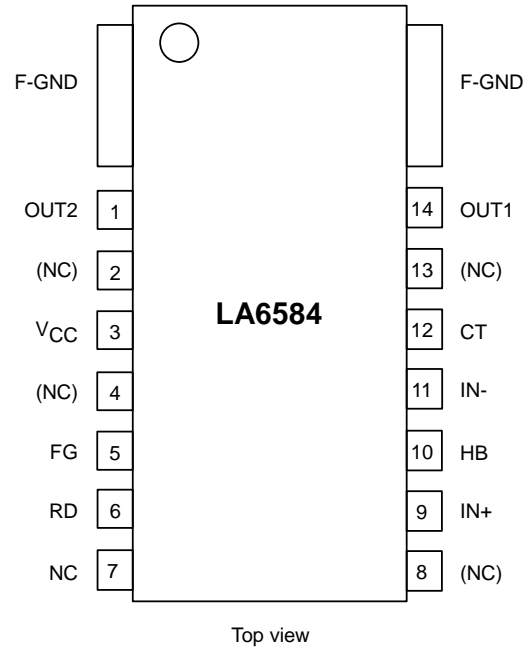 F-GND F-GND
OUT2 1 14 OUT1
(NC) 2 13 (NC)
VCC 3 12 CT
(NC) 4 11 IN-
FG 5 10 HB
RD 6 9 IN+
NC 7 8 (NC)
LA6584
Top view